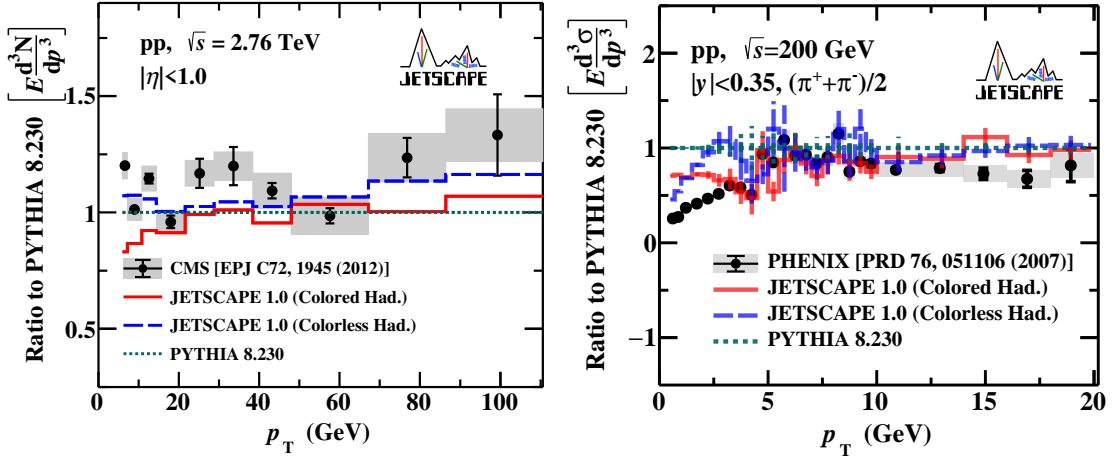 Ratio to PYTHIA 8.230 [E d³N/dp³]
pp, √s = 2.76 TeV
|η|<1.0
JETSCAPE
1.5
1
0.5
CMS [EPJ C72, 1945 (2012)]
JETSCAPE 1.0 (Colored Had.)
JETSCAPE 1.0 (Colorless Had.)
PYTHIA 8.230
0 20 40 60 80 100
p_T (GeV)
Ratio to PYTHIA 8.230 [E d³σ/dp³]
pp, √s=200 GeV
|y|<0.35, (π⁺+π⁻)/2
JETSCAPE
2
1
0
−1
PHENIX [PRD 76, 051106 (2007)]
JETSCAPE 1.0 (Colored Had.)
JETSCAPE 1.0 (Colorless Had.)
PYTHIA 8.230
0 5 10 15 20
p_T (GeV)